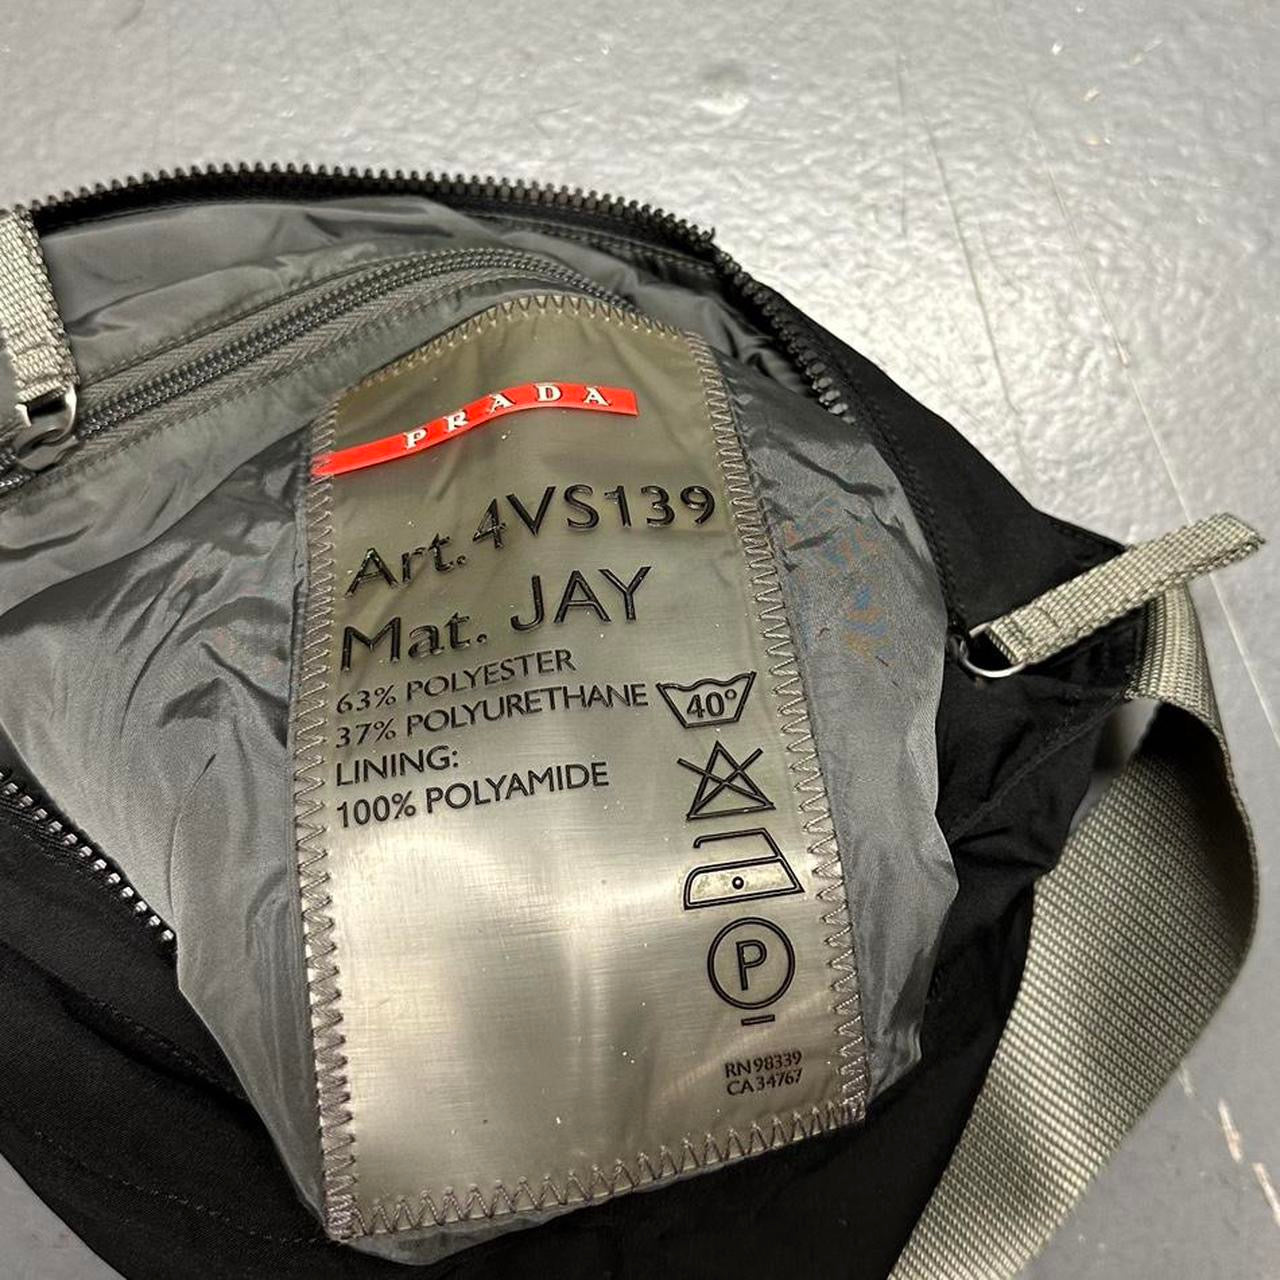 PRADA
Art. 4VS139
Mat. JAY
63% POLYESTER
37% POLYURETHANE
LINING:
100% POLYAMIDE
40°
P
RN 98339
CA 34767